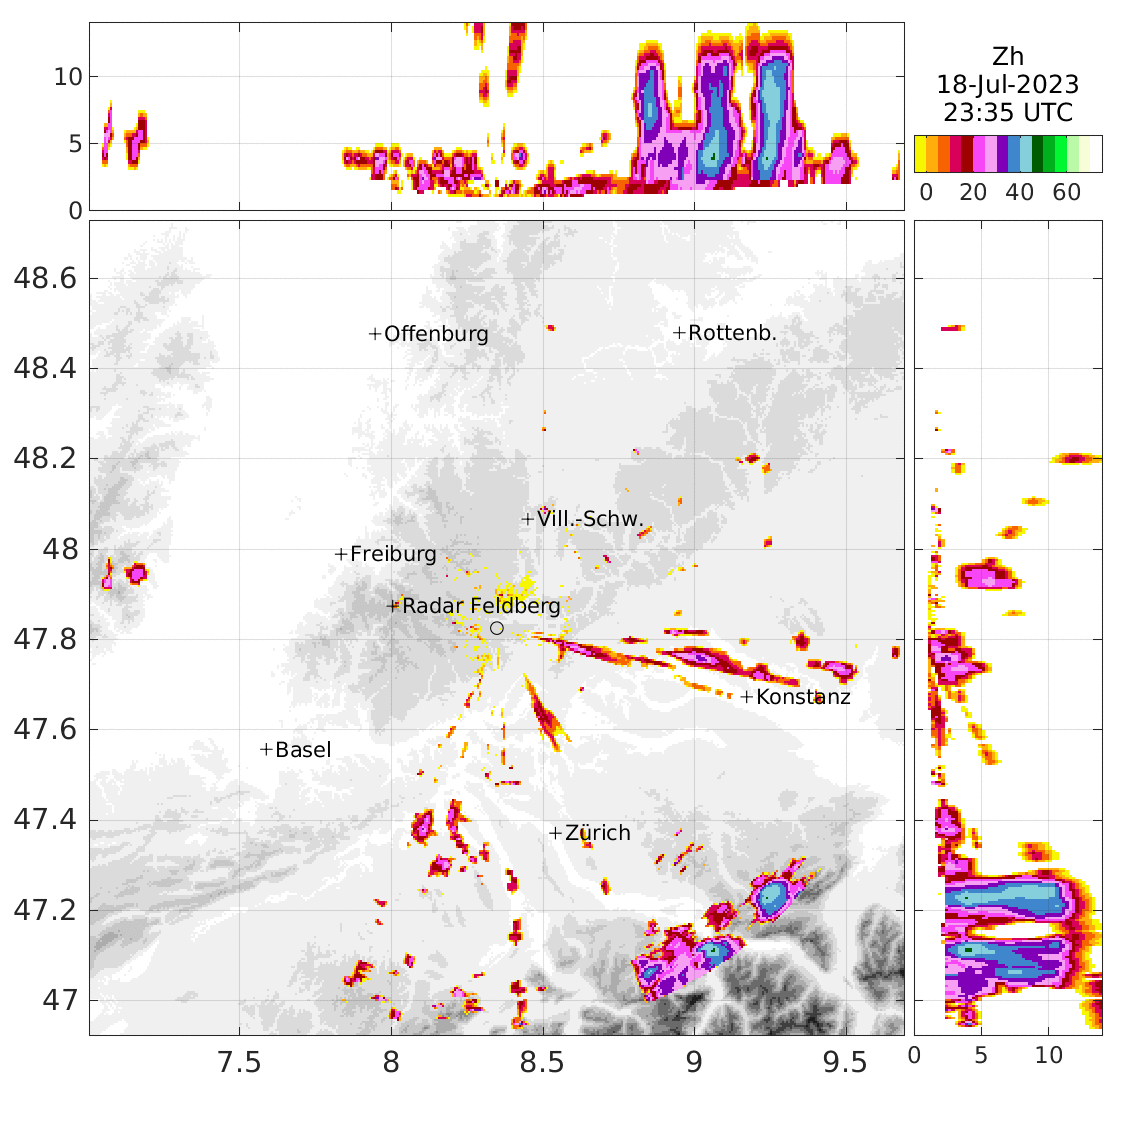 10
5
0
Zh
18-Jul-2023
23:35 UTC
0 20 40 60
48.6
48.4
48.2
48
47.8
47.6
47.4
47.2
47
+Offenburg
+Rottenb.
+Vill.-Schw.
+Freiburg
+Radar Feldberg
+Konstanz
+Basel
+Zürich
7.5 8 8.5 9 9.5
0 5 10